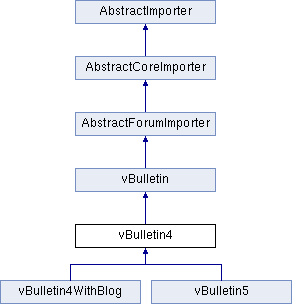 AbstractImporter
AbstractCoreImporter
AbstractForumImporter
vBulletin
vBulletin4
vBulletin4WithBlog
vBulletin5